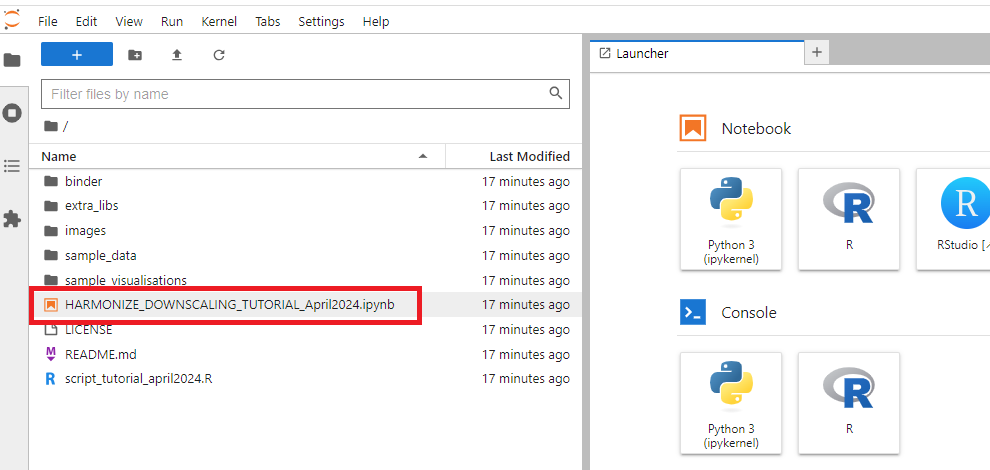 File Edit View Run Kernel Tabs Settings Help
+
Filter files by name
/
Name Last Modified
binder 17 minutes ago
extra_libs 17 minutes ago
images 17 minutes ago
sample_data 17 minutes ago
sample_visualisations 17 minutes ago
HARMONIZE_DOWNSCALING_TUTORIAL_April2024.ipynb 17 minutes ago
LICENSE 17 minutes ago
M README.md 17 minutes ago
R script_tutorial_april2024.R 17 minutes ago
Launcher +
Notebook
R R
Python 3 R RStudio [
(ipykernel)
Console
R
Python 3 R
(ipykernel)